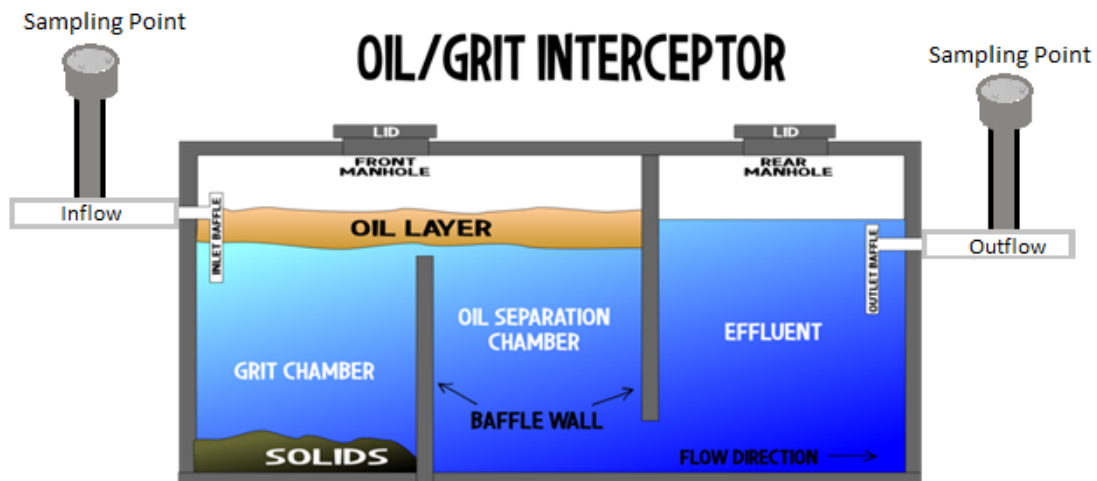 Sampling Point
OIL/GRIT INTERCEPTOR
Sampling Point
LID
LID
FRONT
MANHOLE
REAR
MANHOLE
Inflow
INLET BAFFLE
OIL LAYER
OUTLET BAFFLE
Outflow
OIL SEPARATION
CHAMBER
EFFLUENT
GRIT CHAMBER
BAFFLE WALL
SOLIDS
FLOW DIRECTION